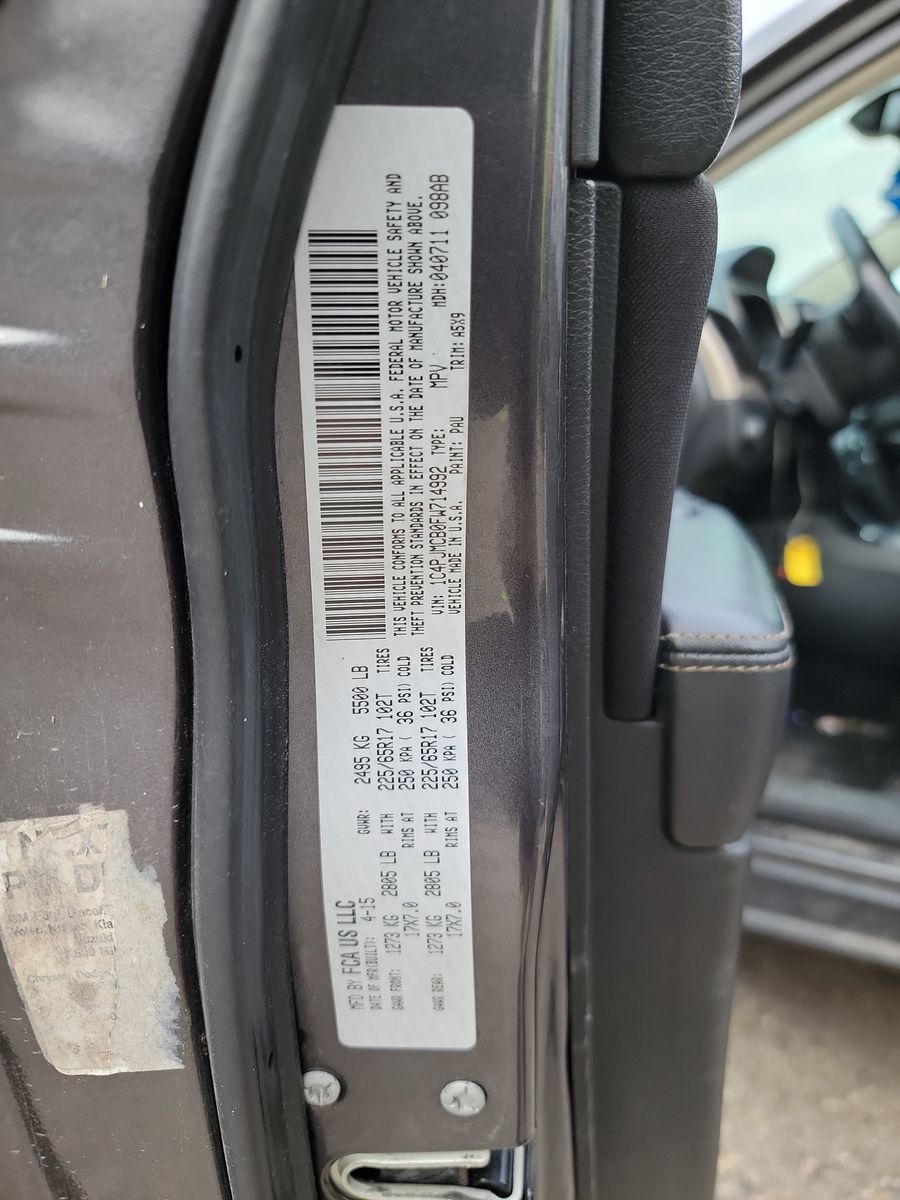 MFD BY FCA US LLC
DATE OF MFR(BUILT): 4-15 GVWR: 2495 KG 5500 LB
GAWR FRONT: 1273 KG 2805 LB WITH 225/65R17 102T TIRES
17X7.0 RIMS AT 250 KPA ( 36 PSI) COLD
GAWR REAR: 1273 KG 2805 LB WITH 225/65R17 102T TIRES
17X7.0 RIMS AT 250 KPA ( 36 PSI) COLD
THIS VEHICLE CONFORMS TO ALL APPLICABLE U.S.A. FEDERAL MOTOR VEHICLE SAFETY AND
THEFT PREVENTION STANDARDS IN EFFECT ON THE DATE OF MANUFACTURE SHOWN ABOVE.
VIN: 1C4PJMCB0FW714992 TYPE: MPV MDH:040711 098AB
VEHICLE MADE IN U.S.A. PAINT: PAU TRIM: A5X9
Kia
Suzuki